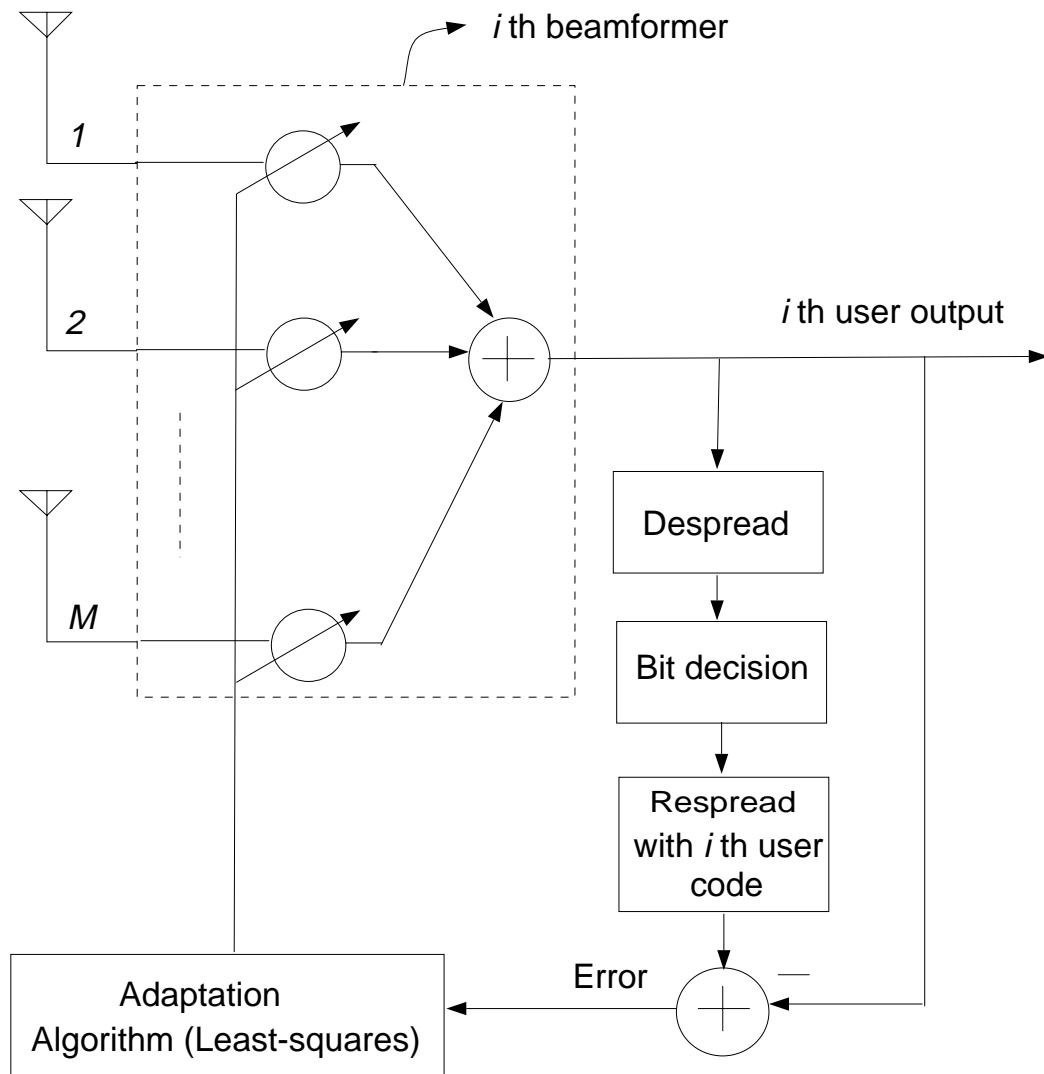 i th beamformer
1
2
i th user output
Despread
M
Bit decision
Respread
with i th user
code
Error
Adaptation
Algorithm (Least-squares)